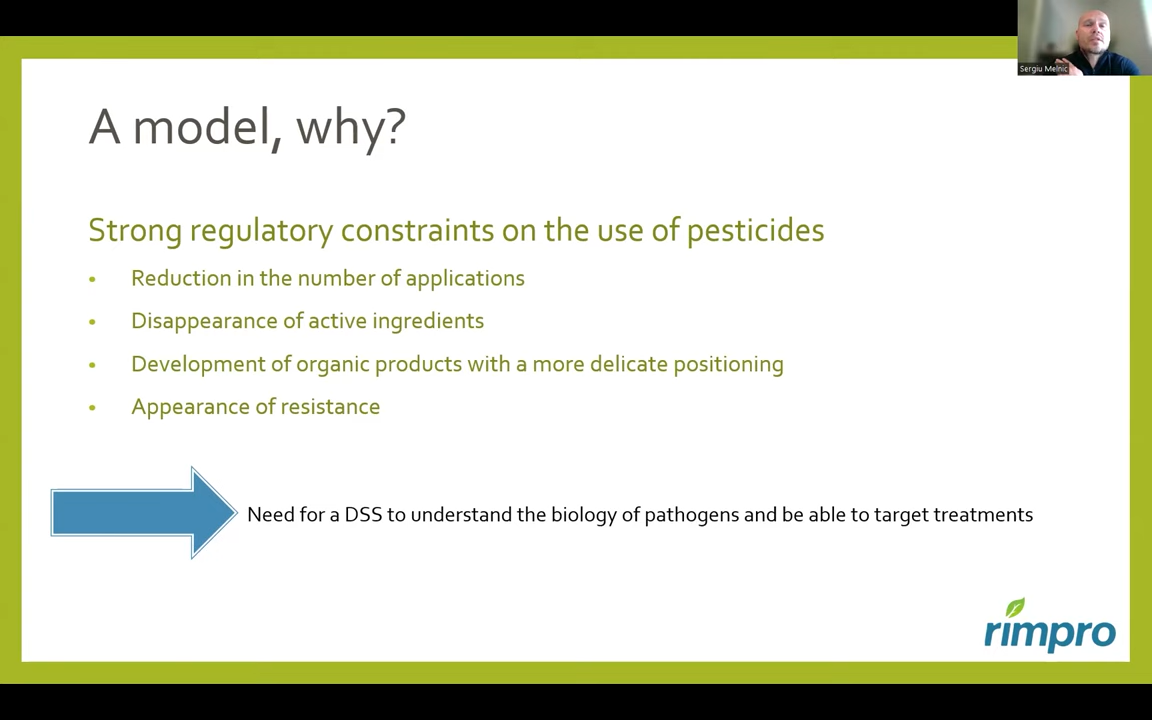 Sergiu Melnic
A model, why?
Strong regulatory constraints on the use of pesticides
• Reduction in the number of applications
• Disappearance of active ingredients
• Development of organic products with a more delicate positioning
• Appearance of resistance
Need for a DSS to understand the biology of pathogens and be able to target treatments
rimpro